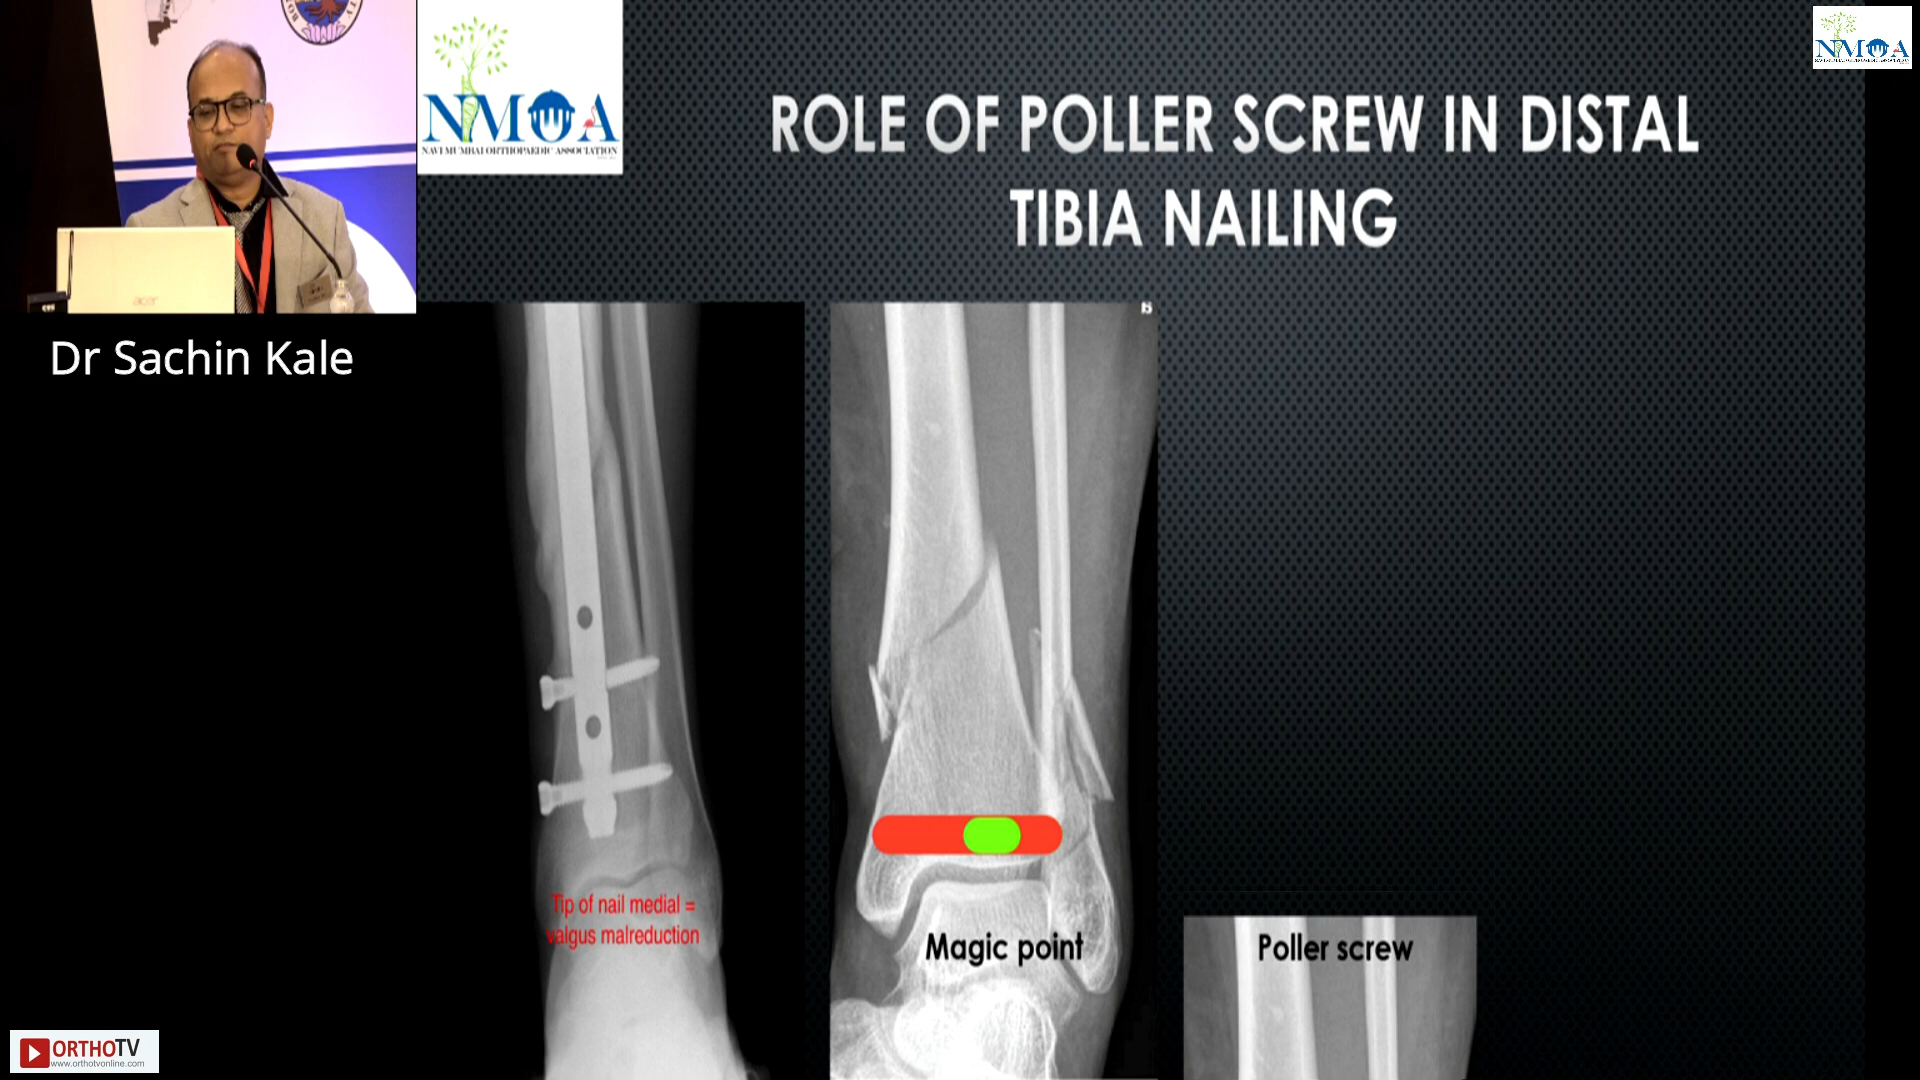 NMOA
NAVI MUMBAI ORTHOPAEDIC ASSOCIATION
NMOA
ROLE OF POLLER SCREW IN DISTAL
TIBIA NAILING
acer
Dr Sachin Kale
Tip of nail medial =
valgus malreduction
Magic point
Poller screw
ORTHOTV
www.orthotvonline.com